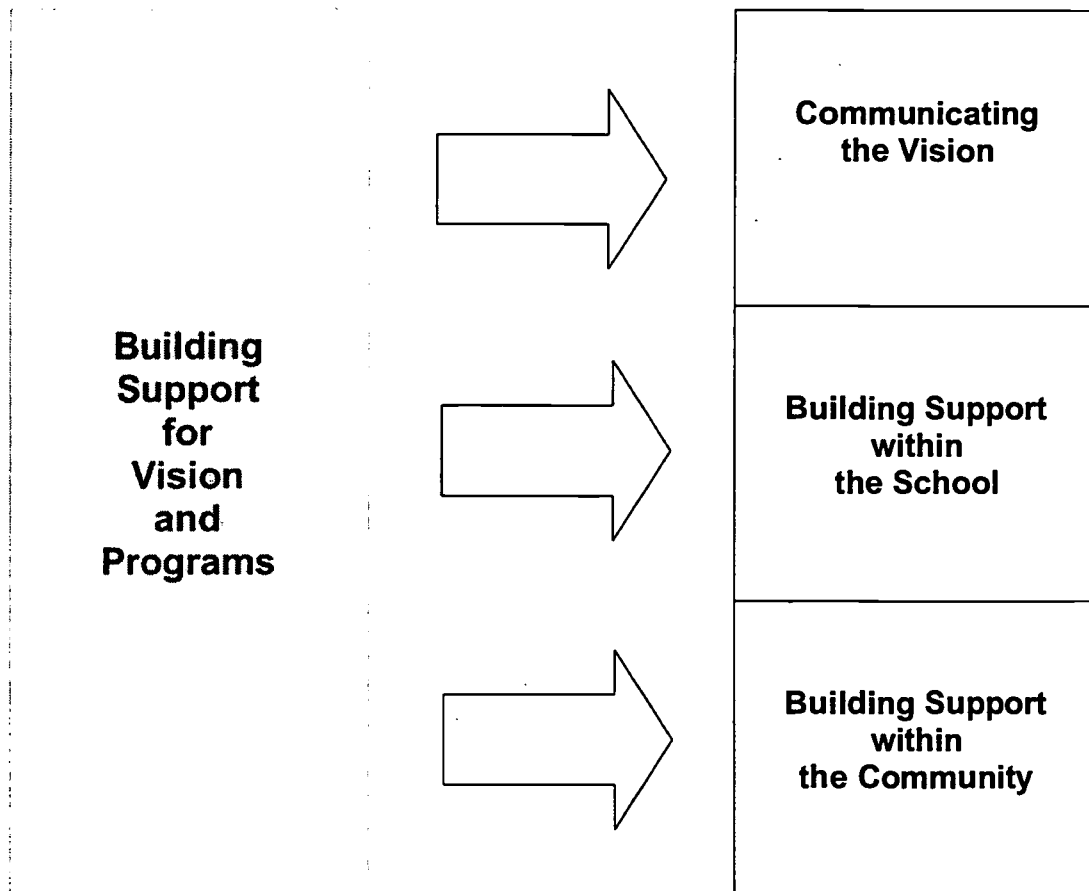 Building
Support
for
Vision
and
Programs
Communicating
the Vision
Building Support
within
the School
Building Support
within
the Community